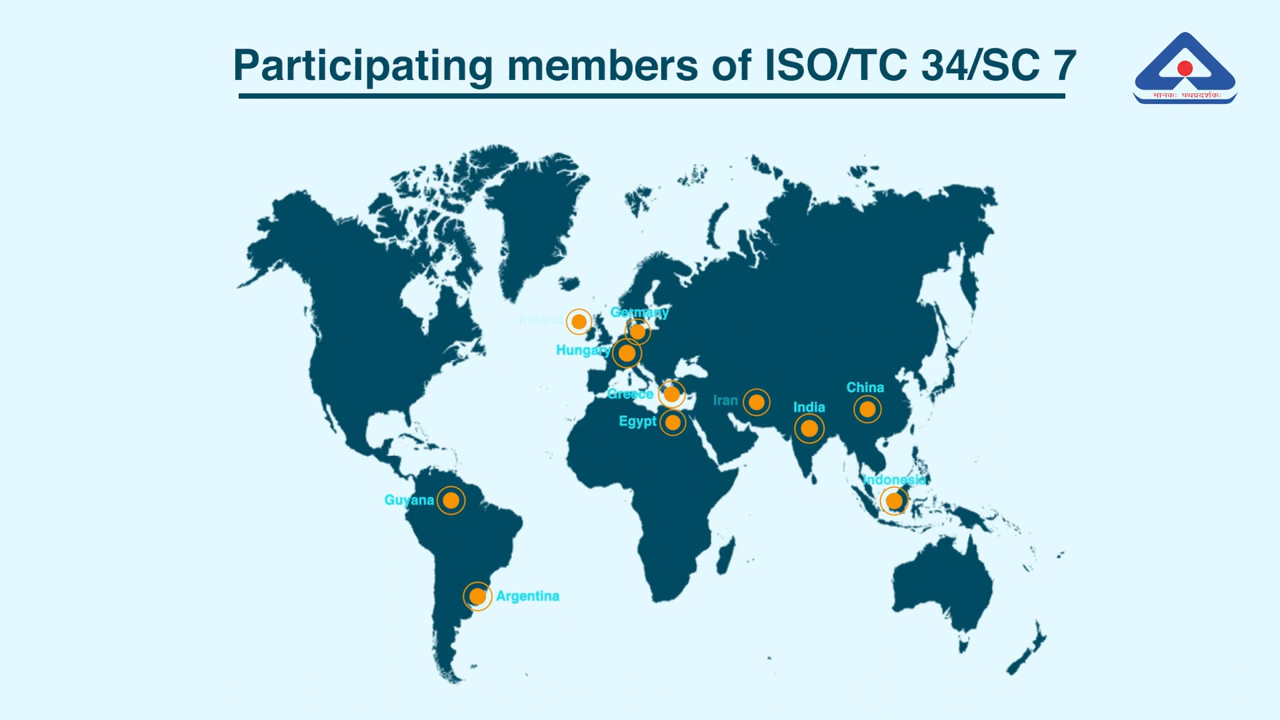 Participating members of ISO/TC 34/SC 7
मानकः पथप्रदर्शकः
Ireland
Germany
Hungary
Greece
Iran
China
India
Egypt
Indonesia
Guyana
Argentina